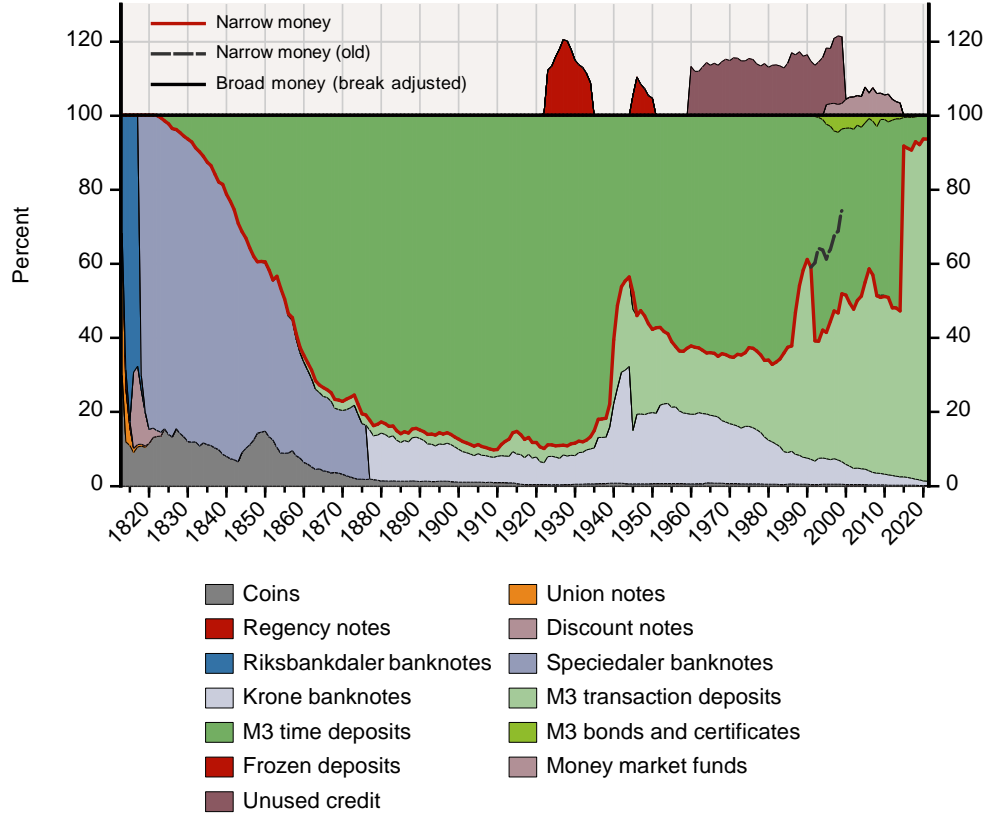 Narrow money
Narrow money (old)
Broad money (break adjusted)
120 120
100 100
80 80
60 60
40 40
20 20
0 0
Percent
1820 1830 1840 1850 1860 1870 1880 1890 1900 1910 1920 1930 1940 1950 1960 1970 1980 1990 2000 2010 2020
Coins Union notes
Regency notes Discount notes
Riksbankdaler banknotes Speciedaler banknotes
Krone banknotes M3 transaction deposits
M3 time deposits M3 bonds and certificates
Frozen deposits Money market funds
Unused credit